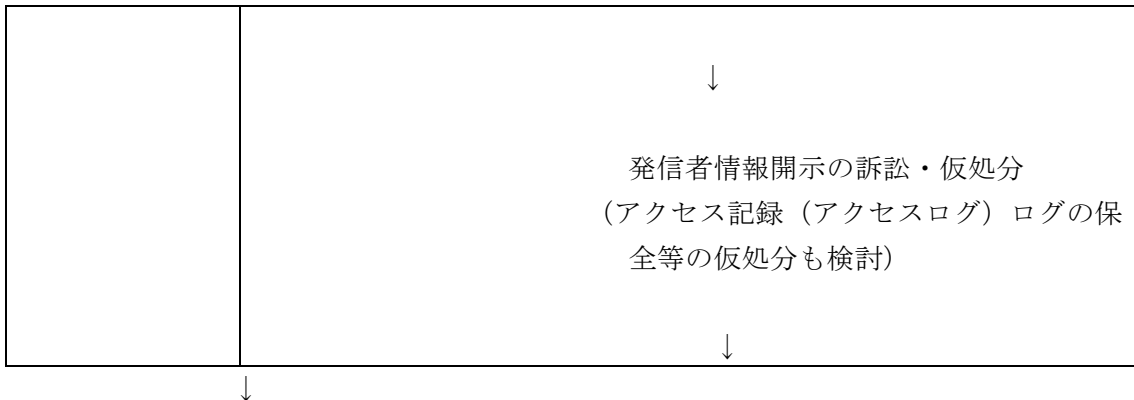 ↓
発信者情報開示の訴訟・仮処分
（アクセス記録（アクセスログ）ログの保
全等の仮処分も検討）
↓
↓